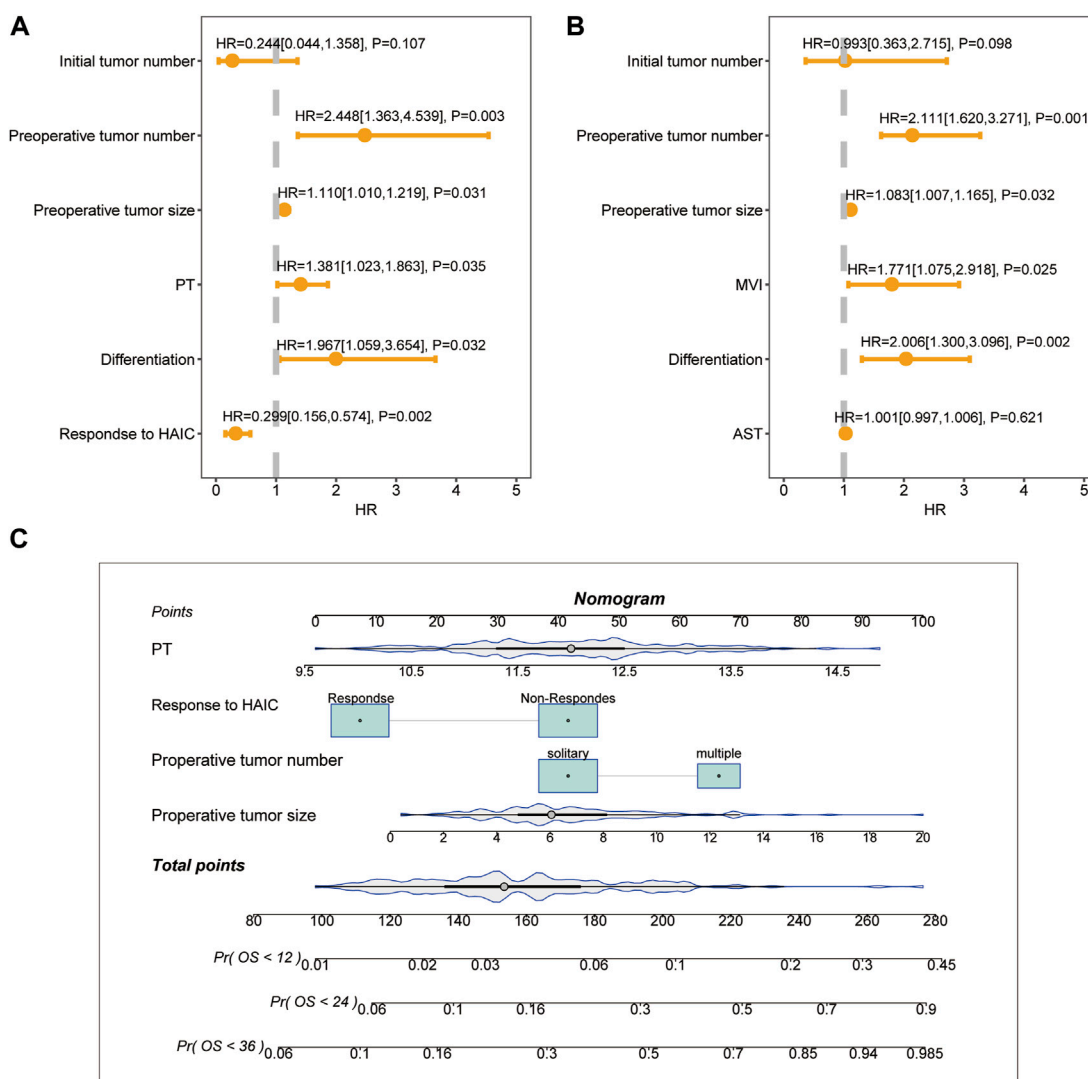 A
Initial tumor number
HR=0.244[0.044,1.358], P=0.107
Preoperative tumor number
HR=2.448[1.363,4.539], P=0.003
Preoperative tumor size
HR=1.110[1.010,1.219], P=0.031
PT
HR=1.381[1.023,1.863], P=0.035
Differentiation
HR=1.967[1.059,3.654], P=0.032
Respondse to HAIC
HR=0.299[0.156,0.574], P=0.002
0 1 2 3 4 5
HR
B
Initial tumor number
HR=0.993[0.363,2.715], P=0.098
Preoperative tumor number
HR=2.111[1.620,3.271], P=0.001
Preoperative tumor size
HR=1.083[1.007,1.165], P=0.032
MVI
HR=1.771[1.075,2.918], P=0.025
Differentiation
HR=2.006[1.300,3.096], P=0.002
AST
HR=1.001[0.997,1.006], P=0.621
0 1 2 3 4 5
HR
C
Nomogram
Points
0 10 20 30 40 50 60 70 80 90 100
PT
9.5 10.5 11.5 12.5 13.5 14.5
Response to HAIC
Respondse Non-Respondes
Properative tumor number
solitary multiple
Properative tumor size
0 2 4 6 8 10 12 14 16 18 20
Total points
80 100 120 140 160 180 200 220 240 260 280
Pr( OS < 12 )
0.01 0.02 0.03 0.06 0.1 0.2 0.3 0.45
Pr( OS < 24 )
0.06 0.1 0.16 0.3 0.5 0.7 0.9
Pr( OS < 36 )
0.06 0.1 0.16 0.3 0.5 0.7 0.85 0.94 0.985